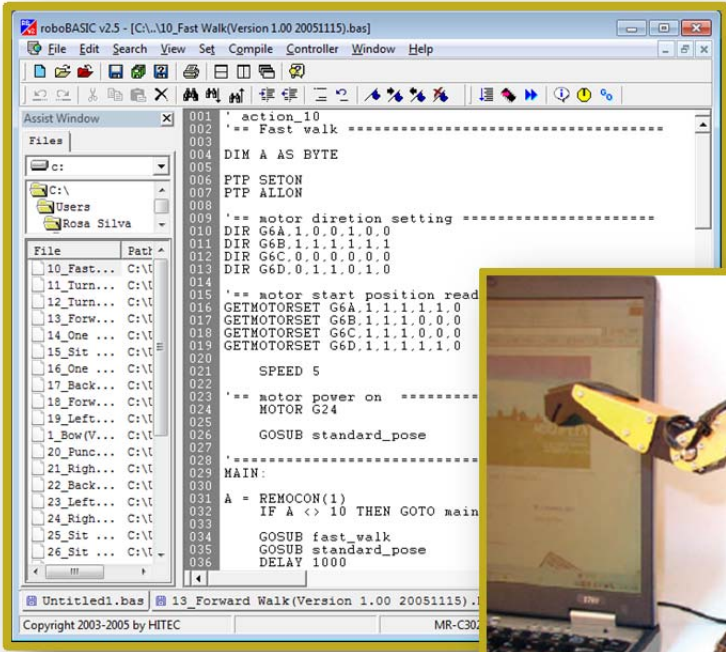 roboBASIC v2.5 - [C:\..\10_Fast Walk(Version 1.00 20051115).bas]
File Edit Search View Set Compile Controller Window Help
Assist Window
Files
c:
C:\
Users
Rosa Silva
File Path
10_Fast... C:\
11_Turn... C:\
12_Turn... C:\
13_Forw... C:\
14_One ... C:\
15_Sit ... C:\
16_One ... C:\
17_Back... C:\
18_Forw... C:\
19_Left... C:\
1_Bow(V... C:\
20_Punc... C:\
21_Righ... C:\
22_Back... C:\
23_Left... C:\
24_Righ... C:\
25_Sit ... C:\
26_Sit ... C:\
001 ' action_10
002 '== Fast walk =====================================
003
004 DIM A AS BYTE
005
006 PTP SETON
007 PTP ALLON
008
009 '== motor diretion setting ======================
010 DIR G6A,1,0,0,1,0,0
011 DIR G6B,1,1,1,1,1,1
012 DIR G6C,0,0,0,0,0,0
013 DIR G6D,0,1,1,0,1,0
014
015 '== motor start position read
016 GETMOTORSET G6A,1,1,1,1,1,0
017 GETMOTORSET G6B,1,1,1,0,0,0
018 GETMOTORSET G6C,1,1,1,0,0,0
019 GETMOTORSET G6D,1,1,1,1,1,0
020
021 SPEED 5
022
023 '== motor power on =========
024 MOTOR G24
025
026 GOSUB standard_pose
027
028 '============================
029 MAIN:
030
031 A = REMOCON(1)
032 IF A <> 10 THEN GOTO main
033
034 GOSUB fast_walk
035 GOSUB standard_pose
036 DELAY 1000
Untitled1.bas 13_Forward Walk(Version 1.00 20051115).
Copyright 2003-2005 by HITEC MR-C302